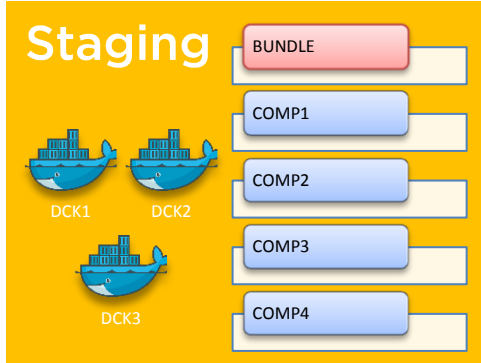 Staging
BUNDLE
COMP1
COMP2
COMP3
COMP4
DCK1
DCK2
DCK3